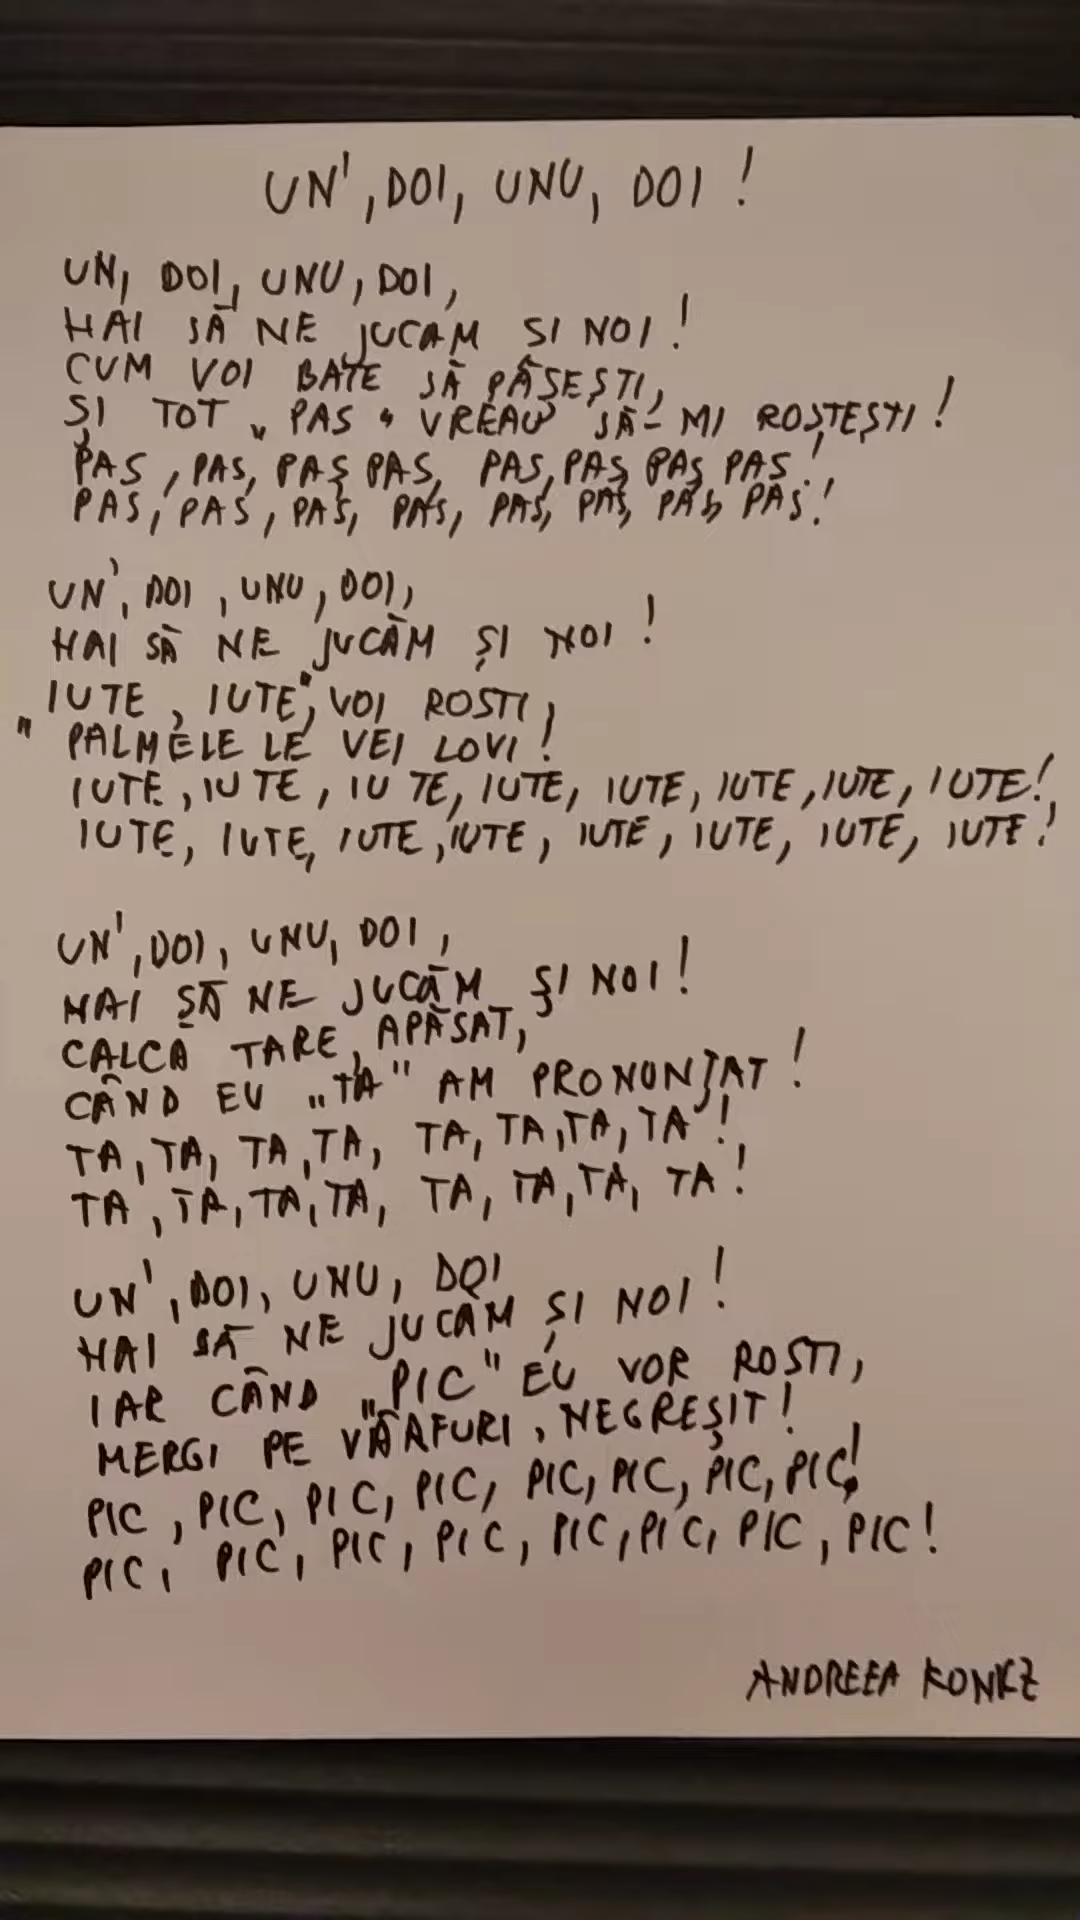 UN', DOI, UNU, DOI!
UN, DOI, UNU, DOI,
HAI SĂ NE JUCAM SI NOI!
CUM VOI BATE SĂ PĂȘEȘTI,
ȘI TOT „PAS" VREAU SĂ-MI ROSTEȘTI!
PAS, PAS, PAS, PAS, PAS, PAS, PAS, PAS!
PAS, PAS, PAS, PAS, PAS, PAS, PAS, PAS!
UN', DOI, UNU, DOI,
HAI SĂ NE JUCĂM ȘI NOI!
IUTE, IUTE", VOI ROSTI,
" PALMELE LE VEI LOVI!
IUTE, IUTE, IUTE, IUTE, IUTE, IUTE, IUTE, IUTE!
IUTE, IUTE, IUTE, IUTE, IUTE, IUTE, IUTE, IUTE!
UN', DOI, UNU, DOI,
HAI SĂ NE JUCĂM ȘI NOI!
CALCĂ TARE, APĂSAT,
CÂND EU „TA" AM PRONUNȚAT!
TA, TA, TA, TA, TA, TA, TA, TA!
TA, TA, TA, TA, TA, TA, TA, TA!
UN', DOI, UNU, DOI
HAI SĂ NE JUCĂM ȘI NOI!
IAR CÂND „PIC" EU VOR ROSTI,
MERGI PE VÂAFURI, NEGREȘIT!
PIC, PIC, PIC, PIC, PIC, PIC, PIC, PIC!
PIC, PIC, PIC, PIC, PIC, PIC, PIC, PIC!
ANDREEA KONKZ